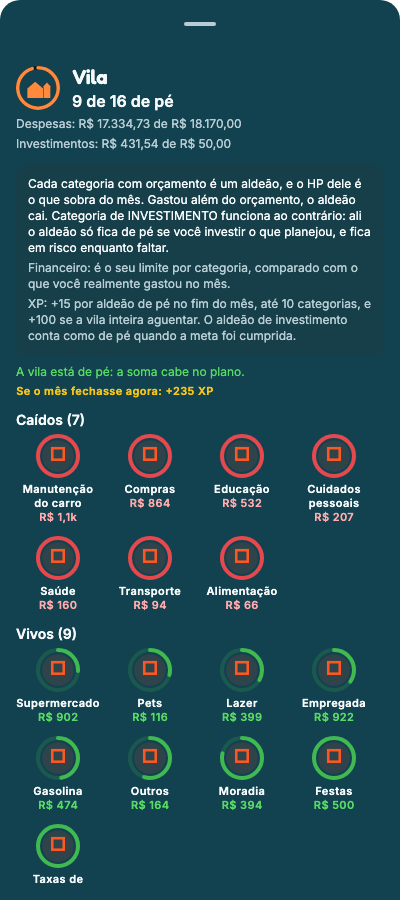 Vila
9 de 16 de pé
Despesas: R$ 17.334,73 de R$ 18.170,00
Investimentos: R$ 431,54 de R$ 50,00
Cada categoria com orçamento é um aldeão, e o HP dele é
o que sobra do mês. Gastou além do orçamento, o aldeão
cai. Categoria de INVESTIMENTO funciona ao contrário: ali
o aldeão só fica de pé se você investir o que planejou, e fica
em risco enquanto faltar.
Financeiro: é o seu limite por categoria, comparado com o
que você realmente gastou no mês.
XP: +15 por aldeão de pé no fim do mês, até 10 categorias, e
+100 se a vila inteira aguentar. O aldeão de investimento
conta como de pé quando a meta foi cumprida.
A vila está de pé: a soma cabe no plano.
Se o mês fechasse agora: +235 XP
Caídos (7)
Manutenção
do carro
R$ 1,1k
Compras
R$ 864
Educação
R$ 532
Cuidados
pessoais
R$ 207
Saúde
R$ 160
Transporte
R$ 94
Alimentação
R$ 66
Vivos (9)
Supermercado
R$ 902
Pets
R$ 116
Lazer
R$ 399
Empregada
R$ 922
Gasolina
R$ 474
Outros
R$ 164
Moradia
R$ 394
Festas
R$ 500
Taxas de